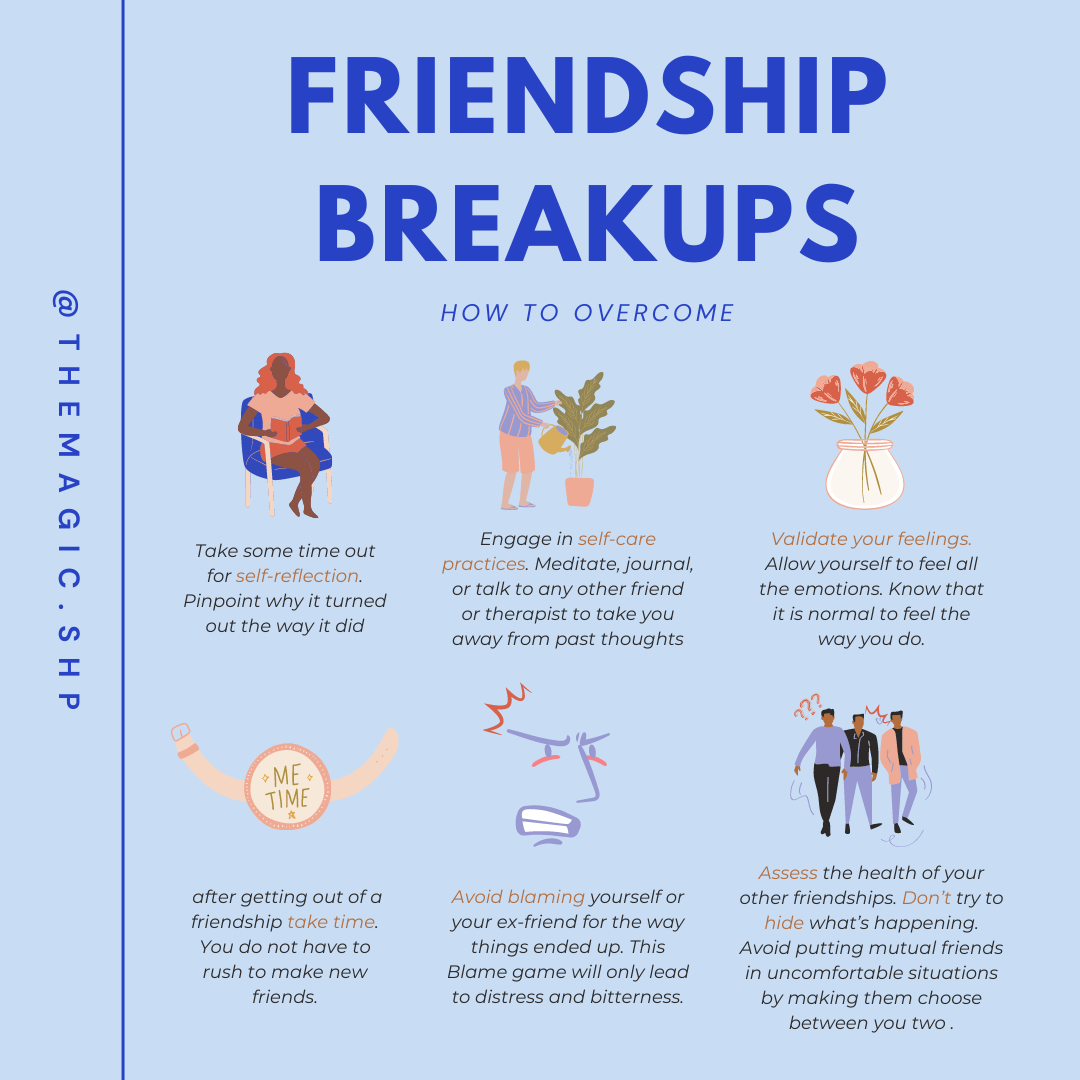 FRIENDSHIP
BREAKUPS
HOW TO OVERCOME
@THEMAGIC.SHP
Take some time out
for self-reflection.
Pinpoint why it turned
out the way it did
Engage in self-care
practices. Meditate, journal,
or talk to any other friend
or therapist to take you
away from past thoughts
Validate your feelings.
Allow yourself to feel all
the emotions. Know that
it is normal to feel the
way you do.
ME
TIME
after getting out of a
friendship take time.
You do not have to
rush to make new
friends.
Avoid blaming yourself or
your ex-friend for the way
things ended up. This
Blame game will only lead
to distress and bitterness.
???
Assess the health of your
other friendships. Don't try to
hide what's happening.
Avoid putting mutual friends
in uncomfortable situations
by making them choose
between you two .